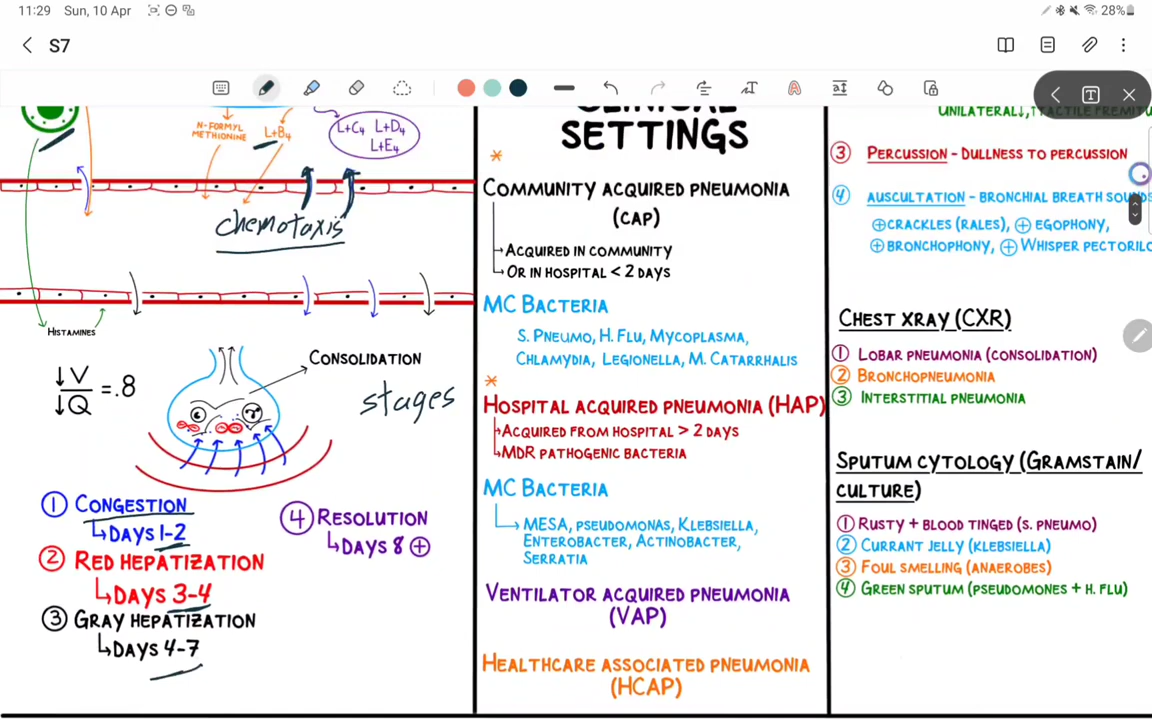 11:29 Sun, 10 Apr
28%
S7
N-FORMYL
METHIONINE
L+B4
L+C4 L+D4
L+E4
chemotaxis
HISTAMINES
↓V
↓Q
=.8
CONSOLIDATION
stages
① CONGESTION
↳DAYS 1-2
② RED HEPATIZATION
↳DAYS 3-4
③ GRAY HEPATIZATION
↳DAYS 4-7
④ RESOLUTION
↳DAYS 8 ⊕
CLINICAL
SETTINGS
*
COMMUNITY ACQUIRED PNEUMONIA
(CAP)
→ACQUIRED IN COMMUNITY
→OR IN HOSPITAL < 2 DAYS
MC BACTERIA
S. PNEUMO, H. FLU, MYCOPLASMA,
CHLAMYDIA, LEGIONELLA, M. CATARRHALIS
*
HOSPITAL ACQUIRED PNEUMONIA (HAP)
→ACQUIRED FROM HOSPITAL > 2 DAYS
→MDR PATHOGENIC BACTERIA
MC BACTERIA
→MESA, PSEUDOMONAS, KLEBSIELLA,
ENTEROBACTER, ACTINOBACTER,
SERRATIA
VENTILATOR ACQUIRED PNEUMONIA
(VAP)
HEALTHCARE ASSOCIATED PNEUMONIA
(HCAP)
UNILATERAL↓, TACTILE FREMITU
③ PERCUSSION - DULLNESS TO PERCUSSION
④ AUSCULTATION - BRONCHIAL BREATH SOUNDS
⊕CRACKLES (RALES), ⊕ EGOPHONY,
⊕BRONCHOPHONY, ⊕ WHISPER PECTORILO
CHEST XRAY (CXR)
① LOBAR PNEUMONIA (CONSOLIDATION)
② BRONCHOPNEUMONIA
③ INTERSTITIAL PNEUMONIA
SPUTUM CYTOLOGY (GRAMSTAIN/
CULTURE)
① RUSTY + BLOOD TINGED (S. PNEUMO)
② CURRANT JELLY (KLEBSIELLA)
③ FOUL SMELLING (ANAEROBES)
④ GREEN SPUTUM (PSEUDOMONES + H. FLU)